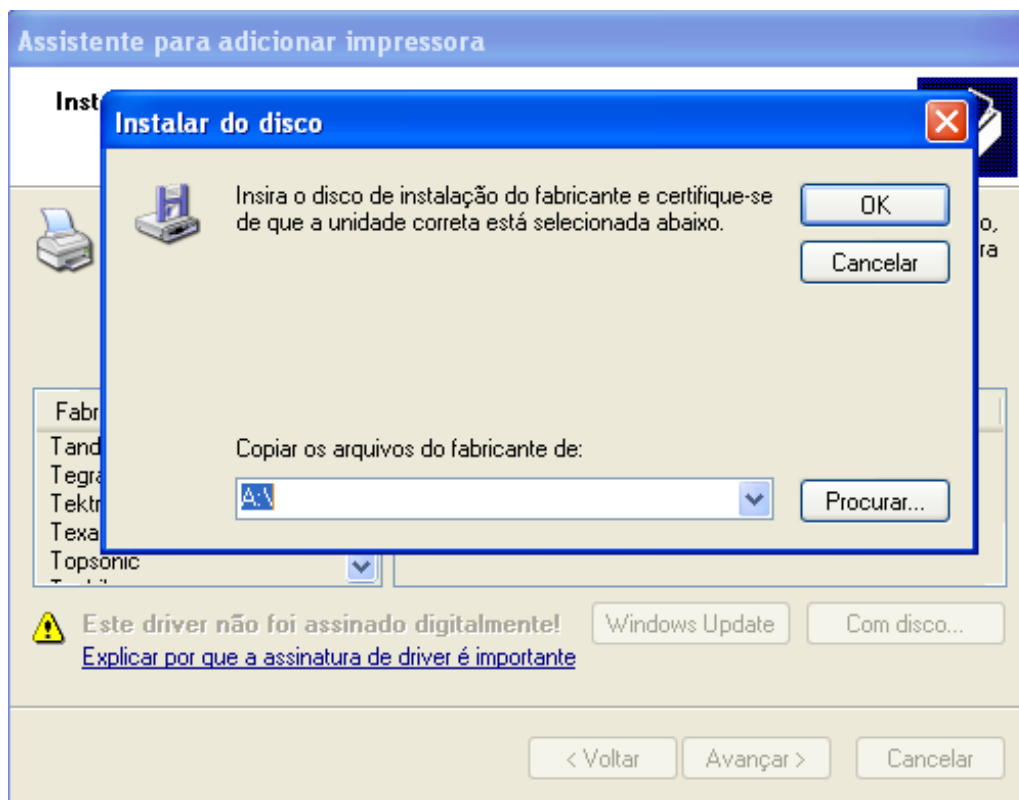 Assistente para adicionar impressora
Inst
Instalar do disco
Insira o disco de instalação do fabricante e certifique-se
de que a unidade correta está selecionada abaixo.
OK
Cancelar
o,
ra
Fabr
Tand
Tegra
Tektr
Texa
Topsonic
Copiar os arquivos do fabricante de:
A:\
Procurar...
Este driver não foi assinado digitalmente!
Windows Update
Com disco...
Explicar por que a assinatura de driver é importante
< Voltar
Avançar >
Cancelar